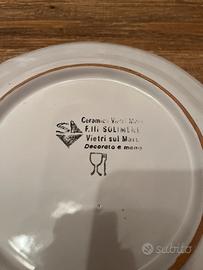 Ceramica Vietri Mare
F.lli SOLIMENE
Vietri sul Mare
Decorato a mano
subito